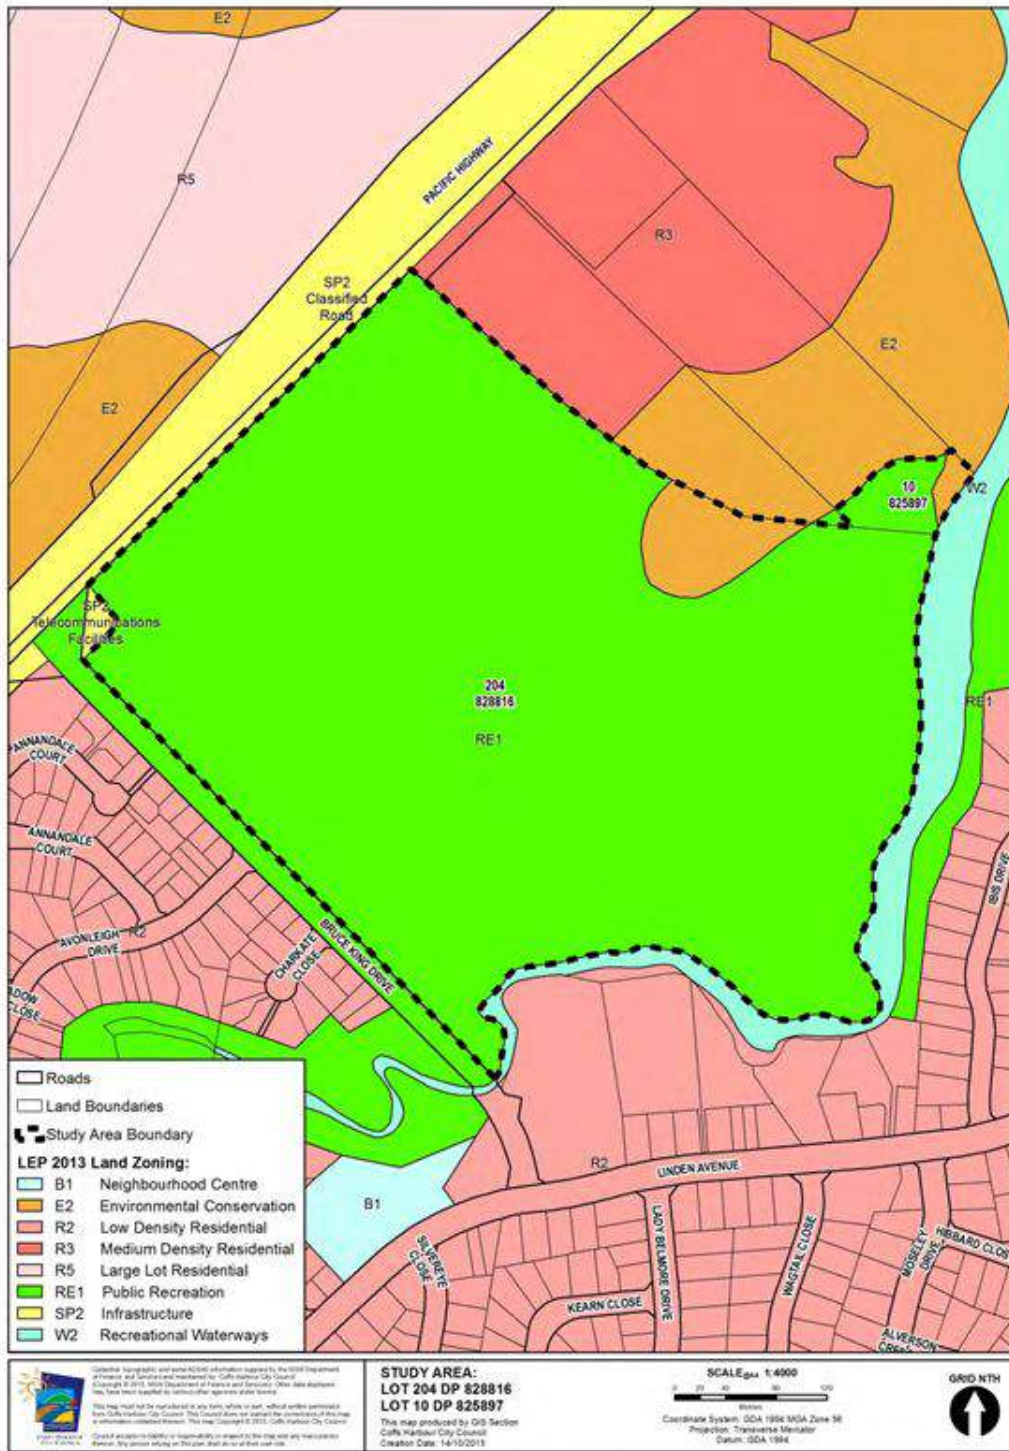 E2
R5
PACIFIC HIGHWAY
R3
SP2
Classified
Road
E2
E2
10
825897
W2
SP2
Telecommunications
Facilities
204
828816
RE1
RE1
ANNANDALE
COURT
ANNANDALE
COURT
IBIS DRIVE
R2
AVONLEIGH
DRIVE
CHARKATE
CLOSE
BRUCE KING DRIVE
ADOW
CLOSE
R2
LINDEN AVENUE
B1
SILVEREYE
CLOSE
LADY BELMORE DRIVE
WAGTAIL CLOSE
MOSELEY
DRIVE
HIBBARD CLOS
KEARN CLOSE
ALVERSON
Roads
Land Boundaries
Study Area Boundary
LEP 2013 Land Zoning:
B1 Neighbourhood Centre
E2 Environmental Conservation
R2 Low Density Residential
R3 Medium Density Residential
R5 Large Lot Residential
RE1 Public Recreation
SP2 Infrastructure
W2 Recreational Waterways
STUDY AREA:
LOT 204 DP 828816
LOT 10 DP 825897
This map produced by GIS Section
Coffs Harbour City Council
Creation Date: 14/10/2015
SCALE@A4 1:4000
Coordinate System: GDA 1994 MGA Zone 56
Projection: Transverse Mercator
Datum: GDA 1994
GRID NTH